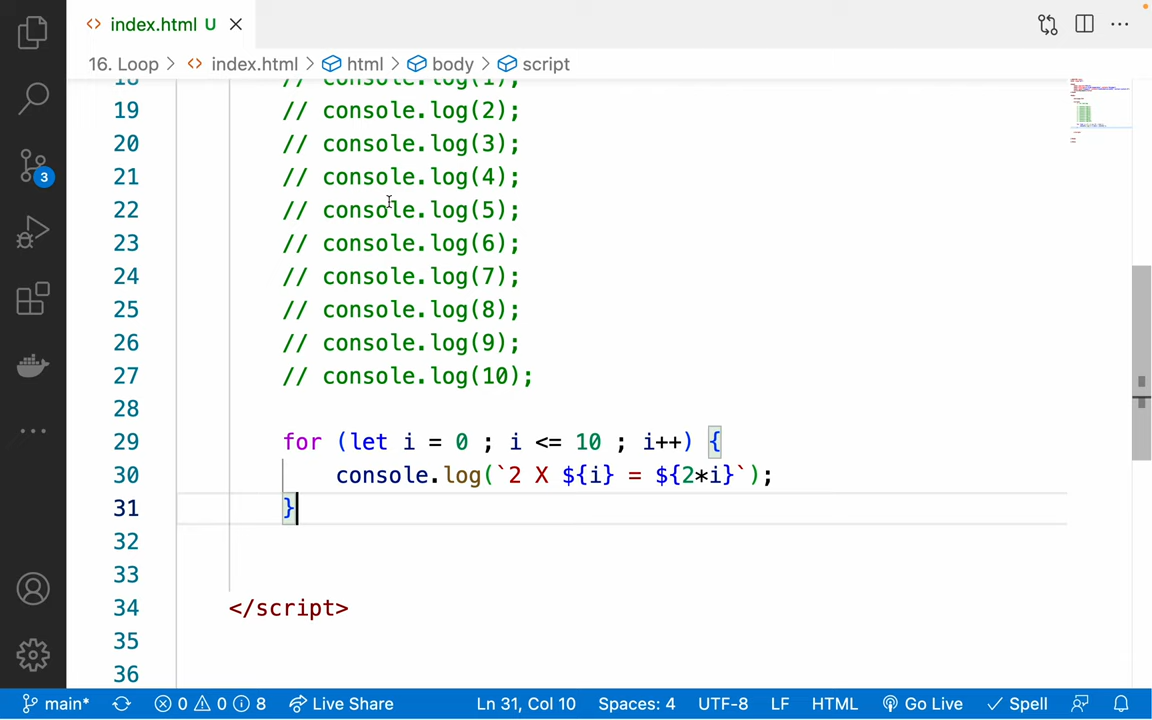 index.html U
16. Loop > index.html > html > body > script
18 // console.log(1);
19 // console.log(2);
20 // console.log(3);
21 // console.log(4);
22 // console.log(5);
23 // console.log(6);
24 // console.log(7);
25 // console.log(8);
26 // console.log(9);
27 // console.log(10);
28
29 for (let i = 0 ; i <= 10 ; i++) {
30 console.log(`2 X ${i} = ${2*i}`);
31 }
32
33
34 </script>
35
36
3
main* 0 0 8 Live Share Ln 31, Col 10 Spaces: 4 UTF-8 LF HTML Go Live Spell